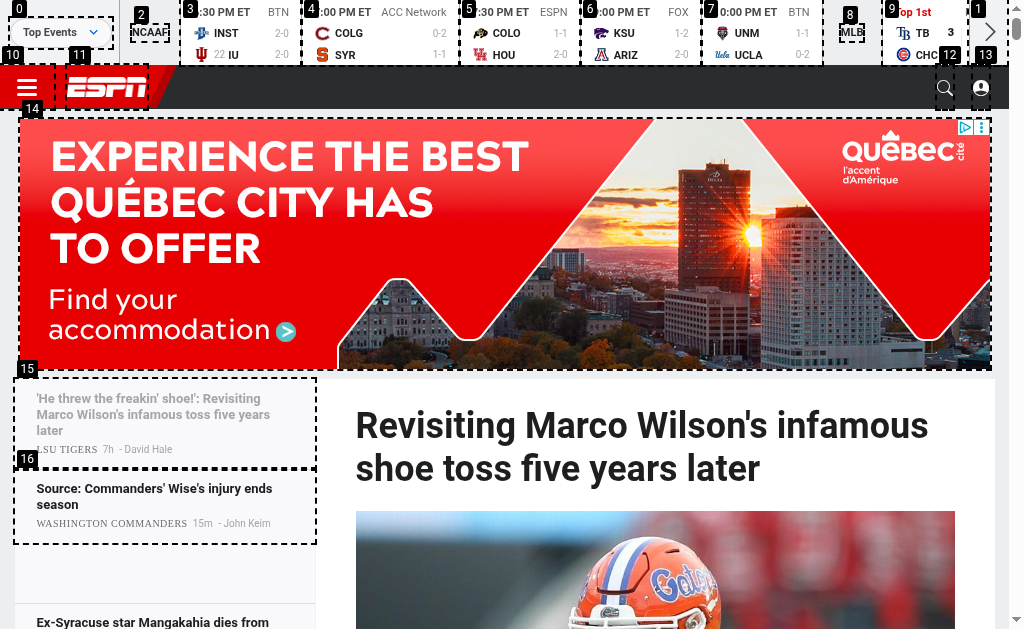 0
Top Events
2
NCAAF
3
:30 PM ET BTN
INST 2-0
22 IU 2-0
4
:00 PM ET ACC Network
COLG 0-2
SYR 1-1
5
:30 PM ET ESPN
COLO 1-1
HOU 2-0
6
:00 PM ET FOX
KSU 1-2
ARIZ 2-0
7
0:00 PM ET BTN
UNM 1-1
UCLA 0-2
8
MLB
9
Top 1st
TB 3
CHC
1
10
11
ESPN
12
13
14
EXPERIENCE THE BEST
QUÉBEC CITY HAS
TO OFFER
Find your
accommodation >
DELTA
QUÉBEC cité
l'accent
d'Amérique
15
'He threw the freakin' shoe!': Revisiting
Marco Wilson's infamous toss five years
later
LSU TIGERS 7h - David Hale
16
Source: Commanders' Wise's injury ends
season
WASHINGTON COMMANDERS 15m - John Keim
Ex-Syracuse star Mangakahia dies from
Revisiting Marco Wilson's infamous
shoe toss five years later
Gators